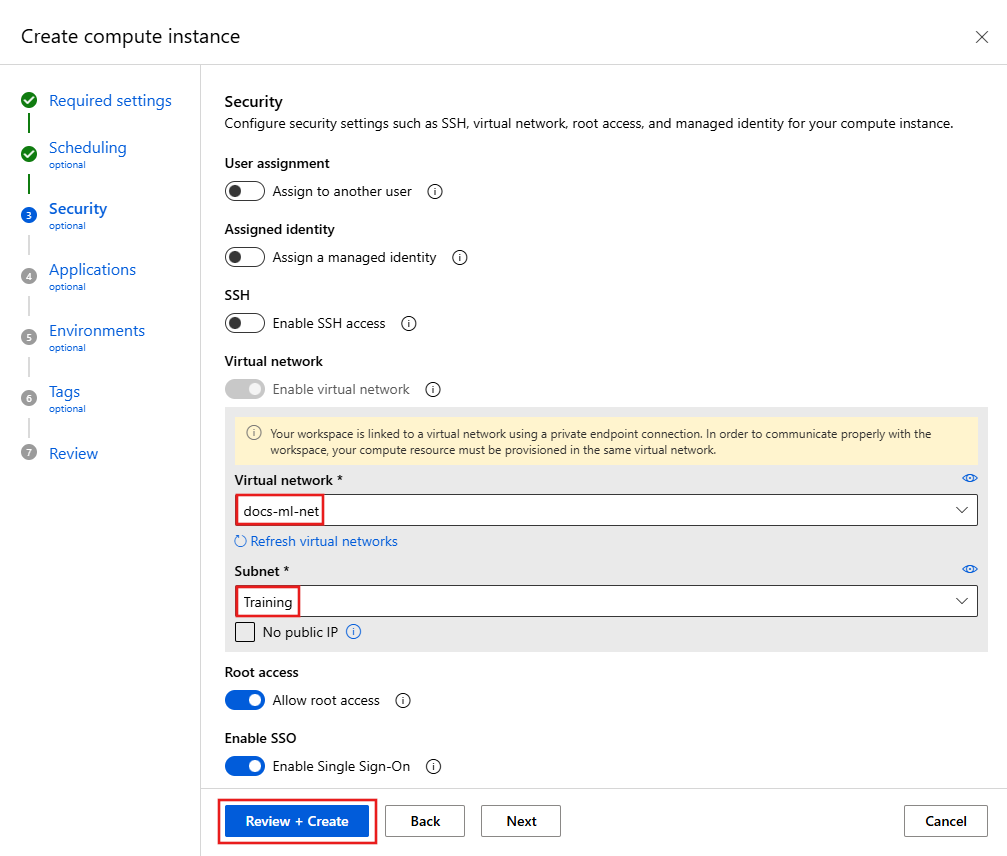 Create compute instance
Required settings
Scheduling
optional
3
Security
optional
4
Applications
optional
5
Environments
optional
6
Tags
optional
7
Review
Security
Configure security settings such as SSH, virtual network, root access, and managed identity for your compute instance.
User assignment
Assign to another user
Assigned identity
Assign a managed identity
SSH
Enable SSH access
Virtual network
Enable virtual network
Your workspace is linked to a virtual network using a private endpoint connection. In order to communicate properly with the
workspace, your compute resource must be provisioned in the same virtual network.
Virtual network *
docs-ml-net
Refresh virtual networks
Subnet *
Training
No public IP
Root access
Allow root access
Enable SSO
Enable Single Sign-On
Review + Create
Back
Next
Cancel